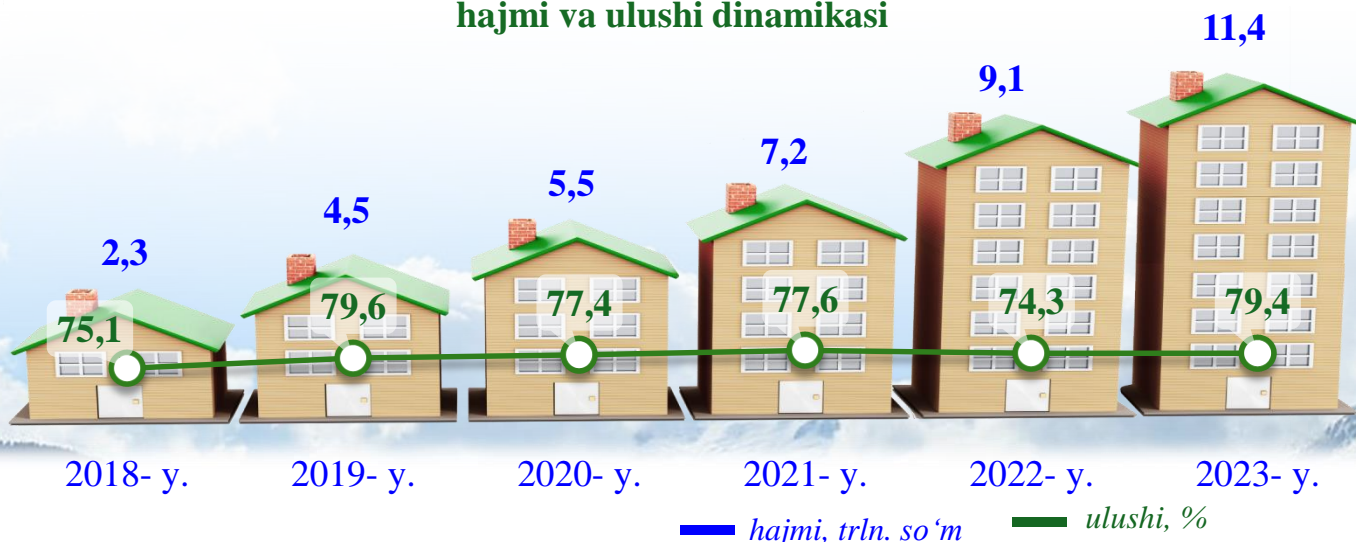 hajmi va ulushi dinamikasi
11,4
9,1
7,2
5,5
4,5
2,3
75,1
79,6
77,4
77,6
74,3
79,4
2018- y.
2019- y.
2020- y.
2021- y.
2022- y.
2023- y.
hajmi, trln. so‘m
ulushi, %